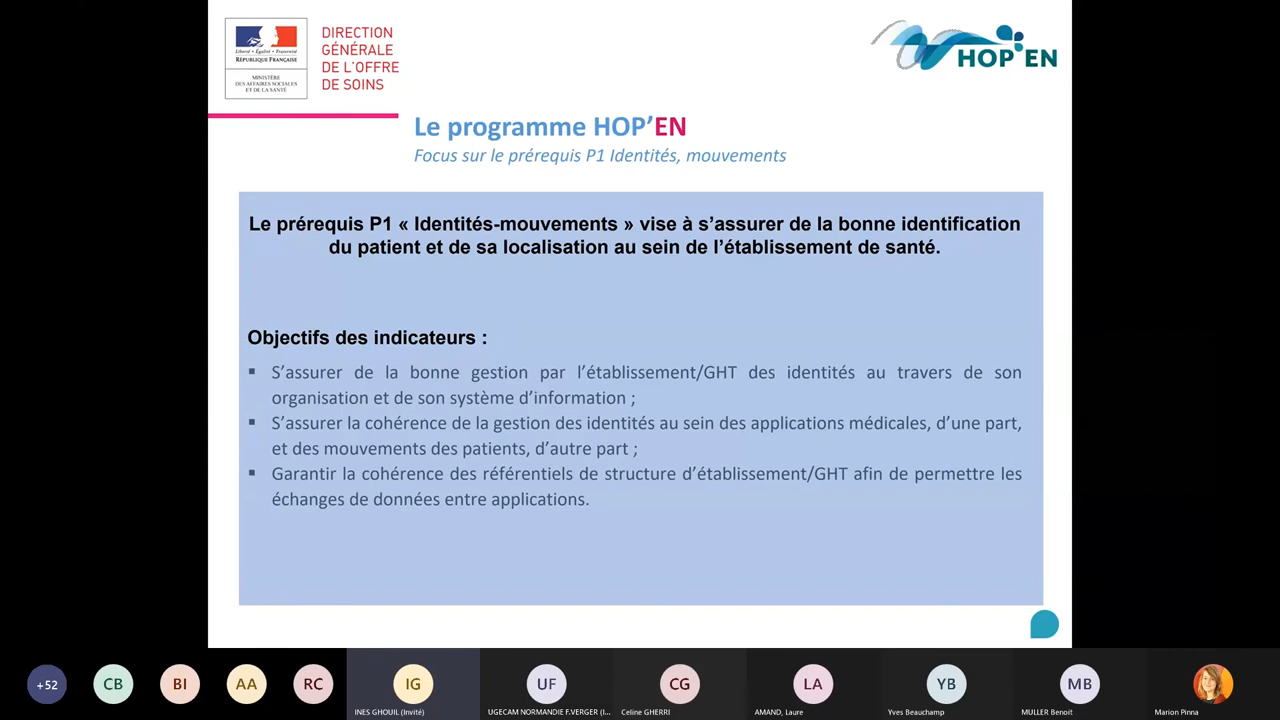 Liberté • Égalité • Fraternité
RÉPUBLIQUE FRANÇAISE
MINISTÈRE
DES AFFAIRES SOCIALES
ET DE LA SANTÉ
DIRECTION
GÉNÉRALE
DE L'OFFRE
DE SOINS
HOP'EN
Le programme HOP'EN
Focus sur le prérequis P1 Identités, mouvements
Le prérequis P1 « Identités-mouvements » vise à s'assurer de la bonne identification
du patient et de sa localisation au sein de l'établissement de santé.
Objectifs des indicateurs :
▪ S'assurer de la bonne gestion par l'établissement/GHT des identités au travers de son
organisation et de son système d'information ;
▪ S'assurer la cohérence de la gestion des identités au sein des applications médicales, d'une part,
et des mouvements des patients, d'autre part ;
▪ Garantir la cohérence des référentiels de structure d'établissement/GHT afin de permettre les
échanges de données entre applications.
+52
CB
BI
AA
RC
IG
UF
CG
LA
YB
MB
INES GHOUIL (Invité)
UGECAM NORMANDIE F.VERGER (I...
Celine GHERRI
AMAND, Laure
Yves Beauchamp
MULLER Benoit
Marion Pinna